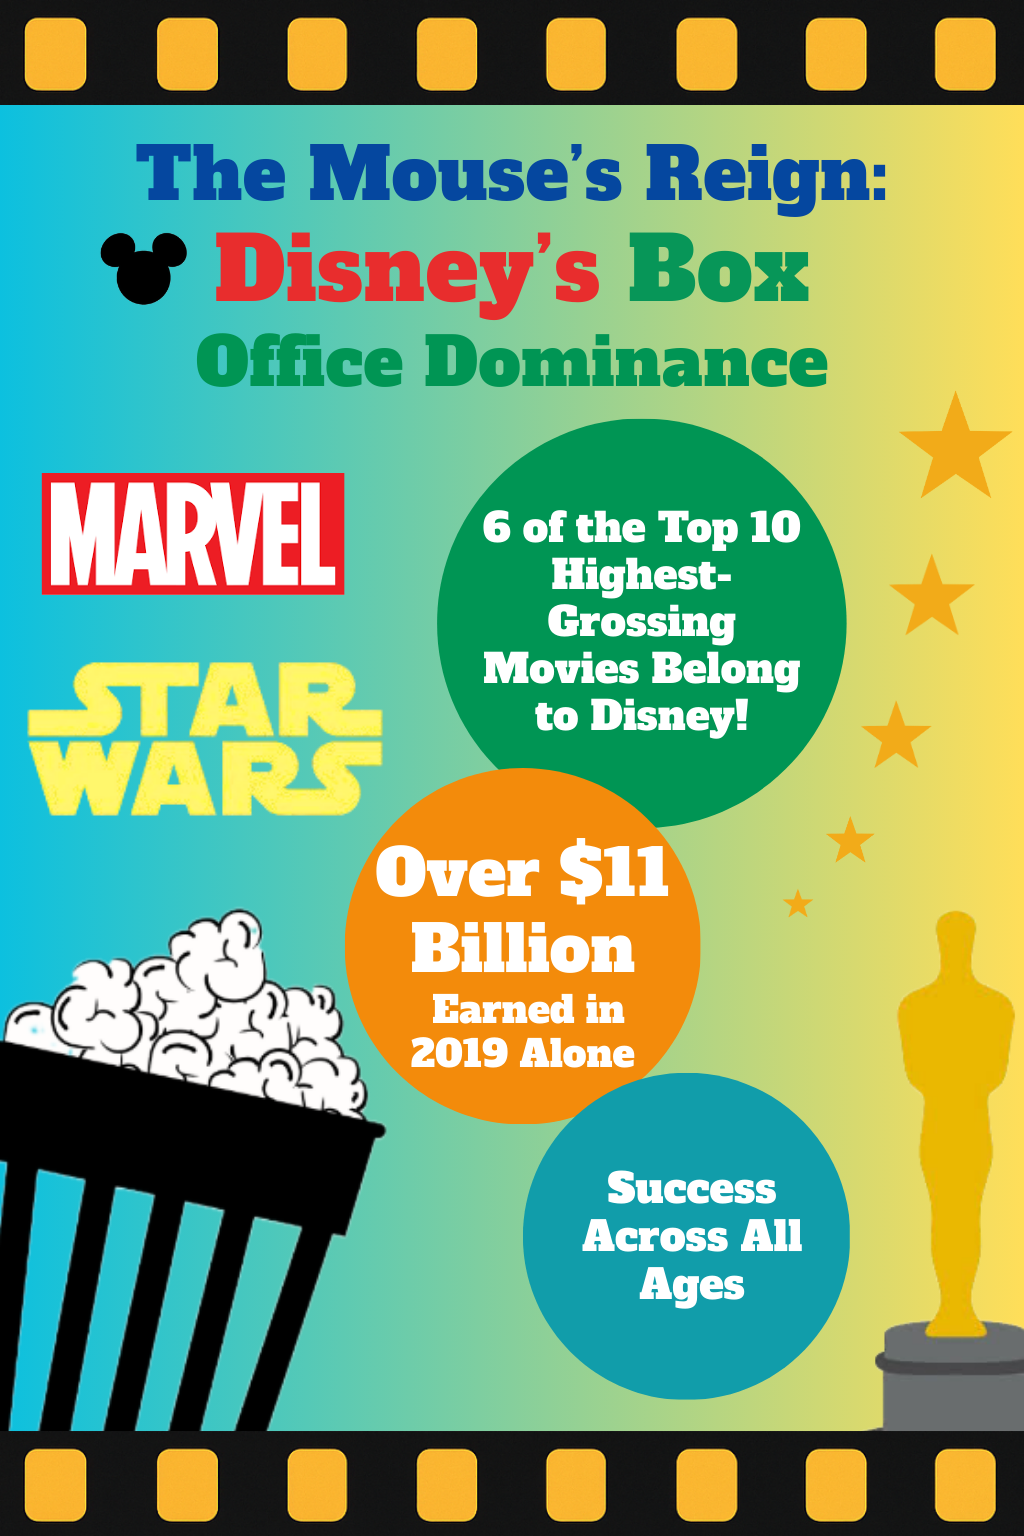 The Mouse’s Reign:
Disney’s Box
Office Dominance
MARVEL
STAR
WARS
6 of the Top 10
Highest-
Grossing
Movies Belong
to Disney!
Over $11
Billion
Earned in
2019 Alone
Success
Across All
Ages